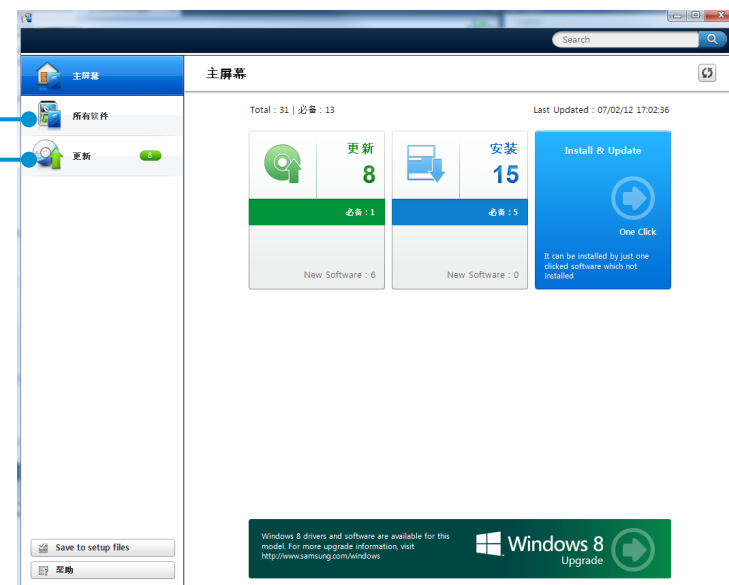 Search
主屏幕
所有软件
更新 8
主屏幕
Total : 31 | 必备 : 13
Last Updated : 07/02/12 17:02:36
更新
8
必备 : 1
New Software : 6
安装
15
必备 : 5
New Software : 0
Install & Update
One Click
It can be installed by just one
clicked software which not
installed
Save to setup files
帮助
Windows 8 drivers and software are available for this
model. For more upgrade information, visit
http://www.samsung.com/windows
Windows 8
Upgrade